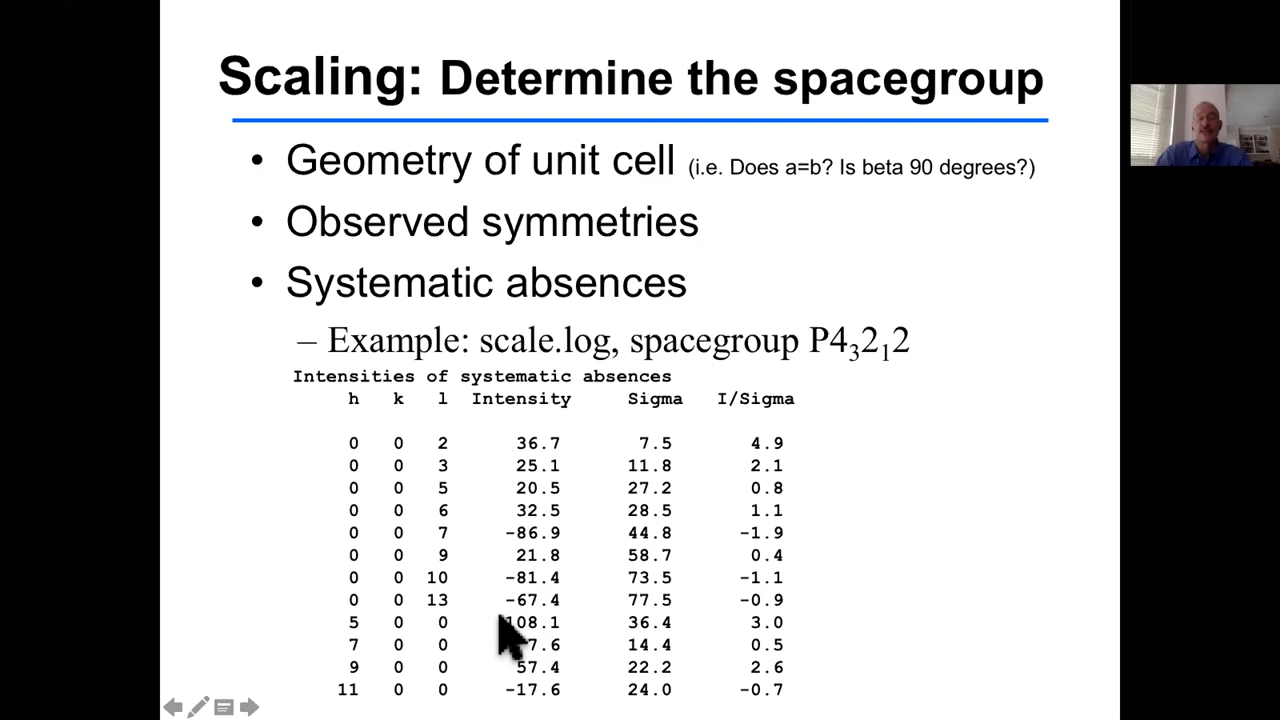 Scaling: Determine the spacegroup
• Geometry of unit cell (i.e. Does a=b? Is beta 90 degrees?)
• Observed symmetries
• Systematic absences
– Example: scale.log, spacegroup P4₃2₁2
Intensities of systematic absences
h k l Intensity Sigma I/Sigma
0 0 2 36.7 7.5 4.9
0 0 3 25.1 11.8 2.1
0 0 5 20.5 27.2 0.8
0 0 6 32.5 28.5 1.1
0 0 7 -86.9 44.8 -1.9
0 0 9 21.8 58.7 0.4
0 0 10 -81.4 73.5 -1.1
0 0 13 -67.4 77.5 -0.9
5 0 0 108.1 36.4 3.0
7 0 0 7.6 14.4 0.5
9 0 0 57.4 22.2 2.6
11 0 0 -17.6 24.0 -0.7